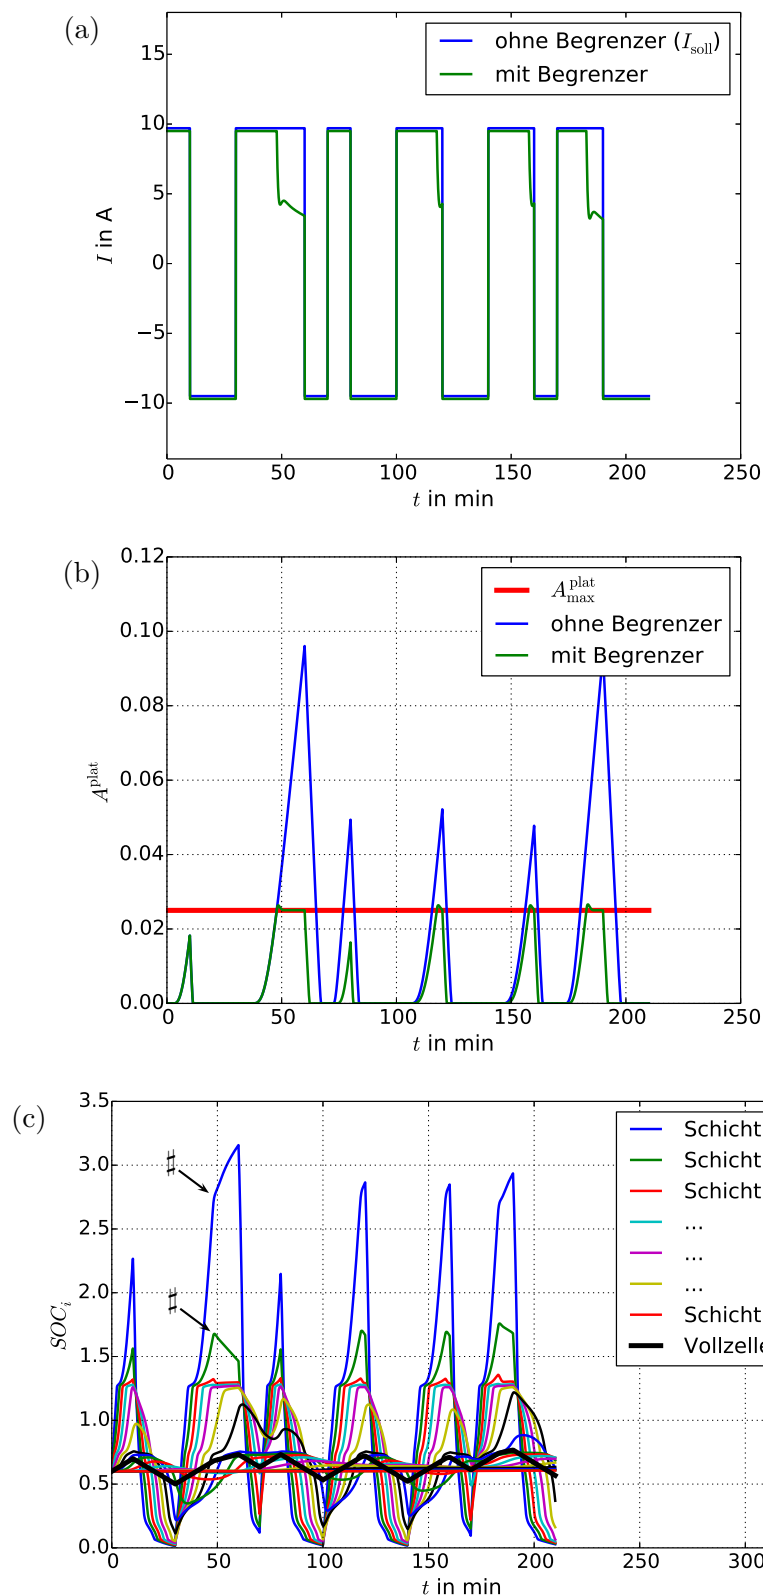 (a)
ohne Begrenzer (I_soll)
mit Begrenzer
15
10
5
0
−5
−10
I in A
0 50 100 150 200 250
t in min
(b)
A_max^plat
ohne Begrenzer
mit Begrenzer
0.12
0.10
0.08
0.06
0.04
0.02
0.00
A^plat
0 50 100 150 200 250
t in min
(c)
Schicht
Schicht
Schicht
...
...
...
Schicht
Vollzelle
♯
♯
3.5
3.0
2.5
2.0
1.5
1.0
0.5
0.0
SOC_i
0 50 100 150 200 250 300
t in min